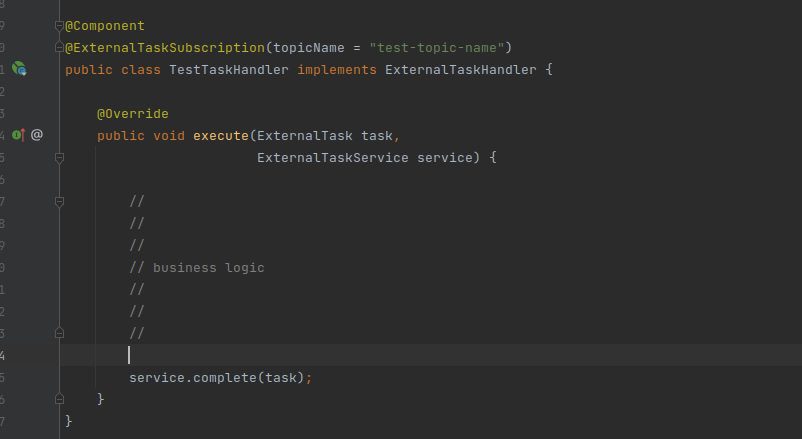 @Component
@ExternalTaskSubscription(topicName = "test-topic-name")
public class TestTaskHandler implements ExternalTaskHandler {
@Override
public void execute(ExternalTask task,
ExternalTaskService service) {
//
//
//
// business logic
//
//
//
service.complete(task);
}
}